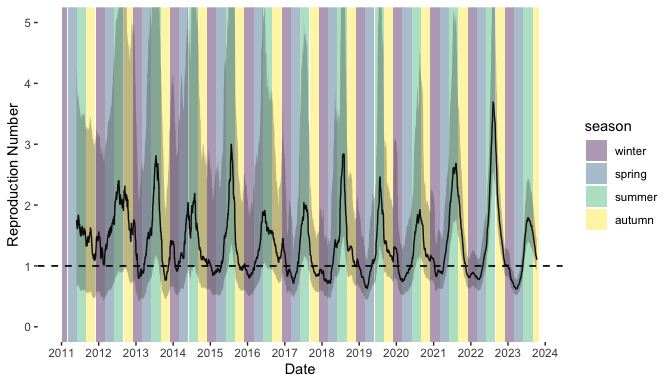 5
4
3
2
1
0
Reproduction Number
2011 2012 2013 2014 2015 2016 2017 2018 2019 2020 2021 2022 2023 2024
Date
season
winter
spring
summer
autumn